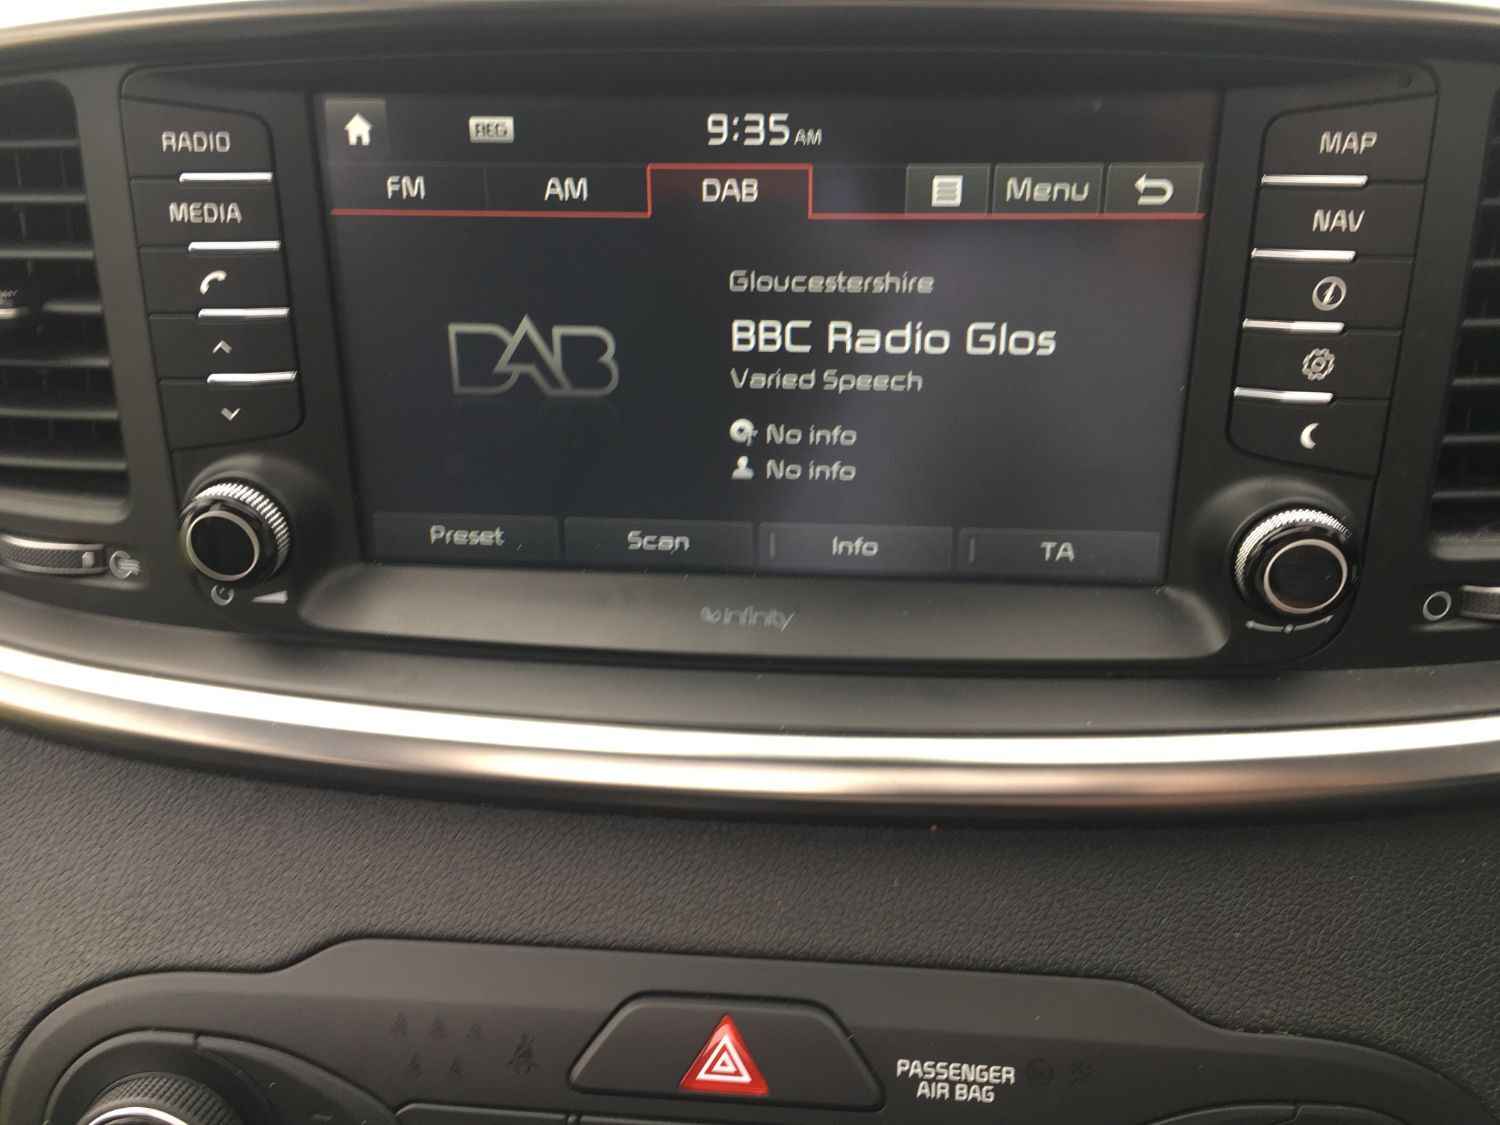 RADIO
MEDIA
REG
9:35 AM
FM AM DAB Menu
Gloucestershire
BBC Radio Glos
Varied Speech
No info
No info
DAB
Preset Scan Info TA
infinity
MAP
NAV
PASSENGER
AIR BAG